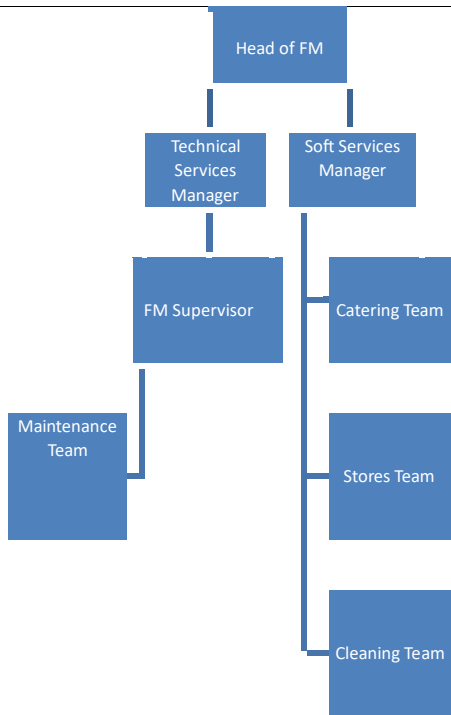 Head of FM
Technical
Services
Manager
Soft Services
Manager
FM Supervisor
Catering Team
Maintenance
Team
Stores Team
Cleaning Team